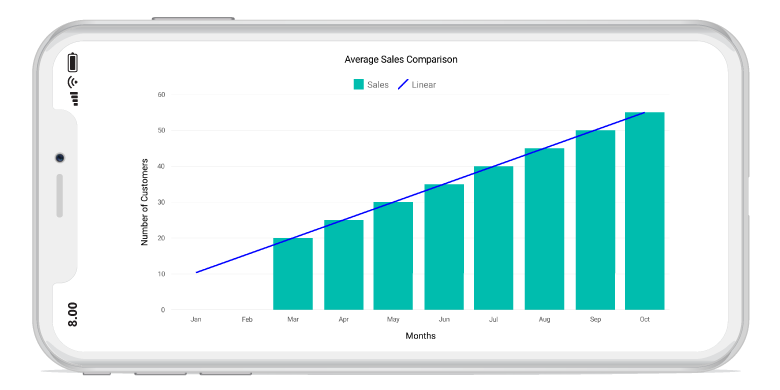 Average Sales Comparison
Sales Linear
60
50
40
30
20
10
0
Number of Customers
Jan Feb Mar Apr May Jun Jul Aug Sep Oct
Months
8.00